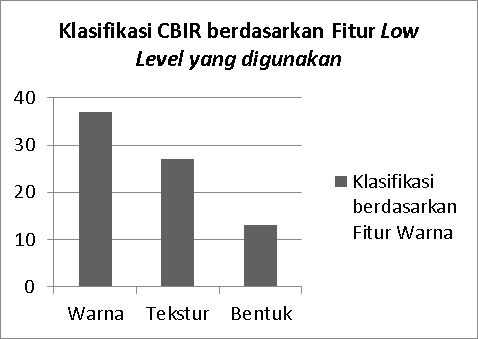 Klasifikasi CBIR berdasarkan Fitur Low
Level yang digunakan
40
30
20
10
0
Warna Tekstur Bentuk
Klasifikasi
berdasarkan
Fitur Warna